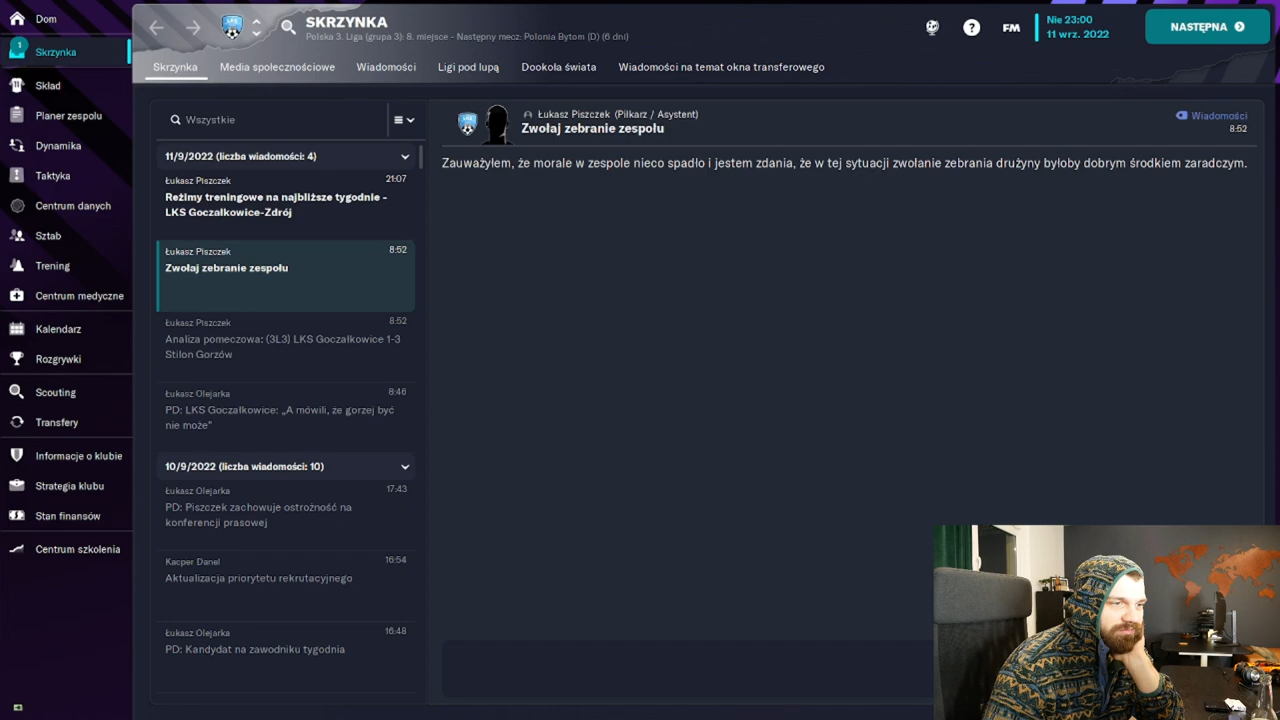 Dom
1
Skrzynka
Skład
Planer zespołu
Dynamika
Taktyka
Centrum danych
Sztab
Trening
Centrum medyczne
Kalendarz
Rozgrywki
Scouting
Transfery
Informacje o klubie
Strategia klubu
Stan finansów
Centrum szkolenia
SKRZYNKA
Polska 3. Liga (grupa 3): 8. miejsce - Następny mecz: Polonia Bytom (D) (6 dni)
?
FM
Nie 23:00
11 wrz. 2022
NASTĘPNA
Skrzynka
Media społecznościowe
Wiadomości
Ligi pod lupą
Dookoła świata
Wiadomości na temat okna transferowego
Wszystkie
11/9/2022 (liczba wiadomości: 4)
Łukasz Piszczek 21:07
Reżimy treningowe na najbliższe tygodnie -
LKS Goczałkowice-Zdrój
Łukasz Piszczek 8:52
Zwołaj zebranie zespołu
Łukasz Piszczek 8:52
Analiza pomeczowa: (3L3) LKS Goczałkowice 1-3
Stilon Gorzów
Łukasz Olejarka 8:46
PD: LKS Goczałkowice: „A mówili, że gorzej być
nie może”
10/9/2022 (liczba wiadomości: 10)
Łukasz Olejarka 17:43
PD: Piszczek zachowuje ostrożność na
konferencji prasowej
Kacper Danel 16:54
Aktualizacja priorytetu rekrutacyjnego
Łukasz Olejarka 16:48
PD: Kandydat na zawodniku tygodnia
Łukasz Piszczek (Piłkarz / Asystent)
Zwołaj zebranie zespołu
Wiadomości
8:52
Zauważyłem, że morale w zespole nieco spadło i jestem zdania, że w tej sytuacji zwołanie zebrania drużyny byłoby dobrym środkiem zaradczym.